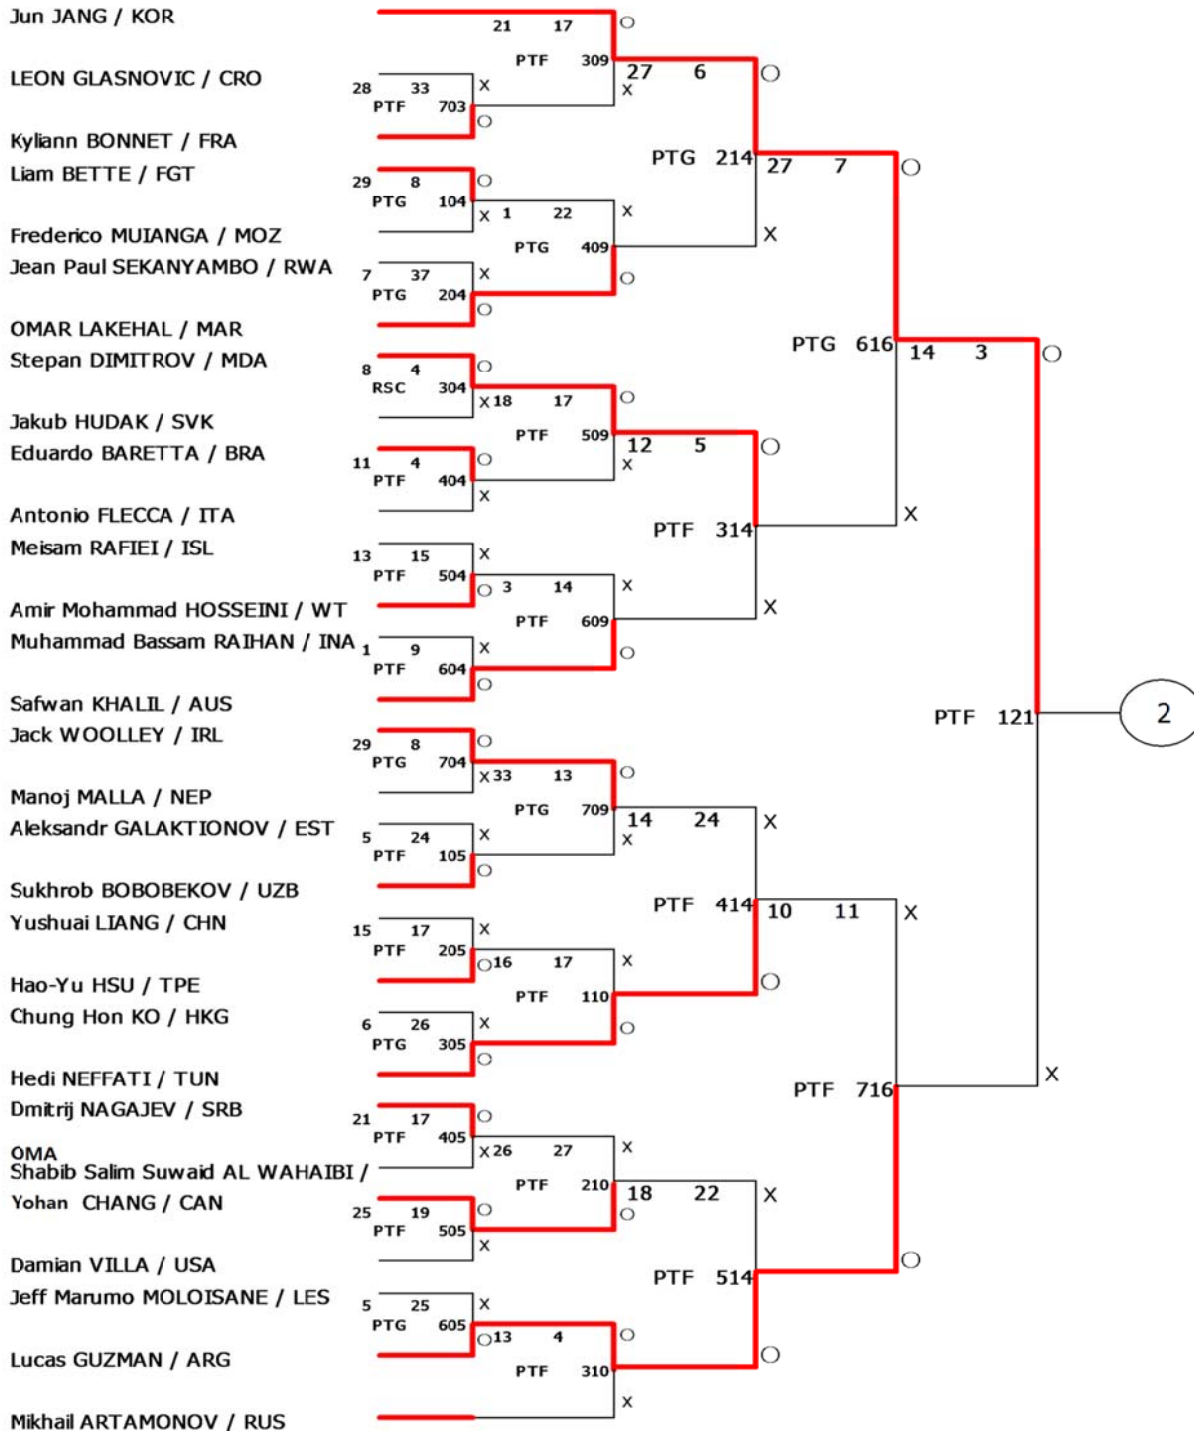 Jun JANG / KOR
21 17 O
PTF 309
27 6 O
LEON GLASNOVIC / CRO
28 33 X
X
PTF 703
O
Kyliann BONNET / FRA
PTG 214
27 7 O
Liam BETTE / FGT
29 8 O
PTG 104
X 1 22 X
Frederico MUIANGA / MOZ
X
PTG 409
Jean Paul SEKANYAMBO / RWA
7 37 X
O
PTG 204
O
OMAR LAKEHAL / MAR
PTG 616
14 3 O
Stepan DIMITROV / MDA
8 4 O
RSC 304
X 18 17 O
Jakub HUDAK / SVK
PTF 509
12 5 O
Eduardo BARETTA / BRA
11 4 O
X
PTF 404
X
Antonio FLECCA / ITA
X
PTF 314
Meisam RAFIEI / ISL
13 15 X
PTF 504
O 3 14 X
Amir Mohammad HOSSEINI / WT
X
PTF 609
Muhammad Bassam RAIHAN / INA
1 9 X
O
PTF 604
O
Safwan KHALIL / AUS
PTF 121
2
Jack WOOLLEY / IRL
29 8 O
PTG 704
X 33 13 O
Manoj MALLA / NEP
PTG 709
14 24 X
Aleksandr GALAKTIONOV / EST
5 24 X
X
PTF 105
O
Sukhrob BOBOBEKOV / UZB
PTF 414
10 11 X
Yushuai LIANG / CHN
15 17 X
PTF 205
O 16 17 X
Hao-Yu HSU / TPE
O
PTF 110
Chung Hon KO / HKG
6 26 X
O
PTG 305
O
Hedi NEFFATI / TUN
X
PTF 716
Dmitrij NAGAJEV / SRB
21 17 O
PTF 405
X 26 27 X
OMA
Shabib Salim Suwaid AL WAHAIBI /
PTF 210
18 22 X
Yohan CHANG / CAN
25 19 O
O
PTF 505
X
Damian VILLA / USA
O
PTF 514
Jeff Marumo MOLOISANE / LES
5 25 X
PTG 605
O 13 4 O
Lucas GUZMAN / ARG
O
PTF 310
X
Mikhail ARTAMONOV / RUS